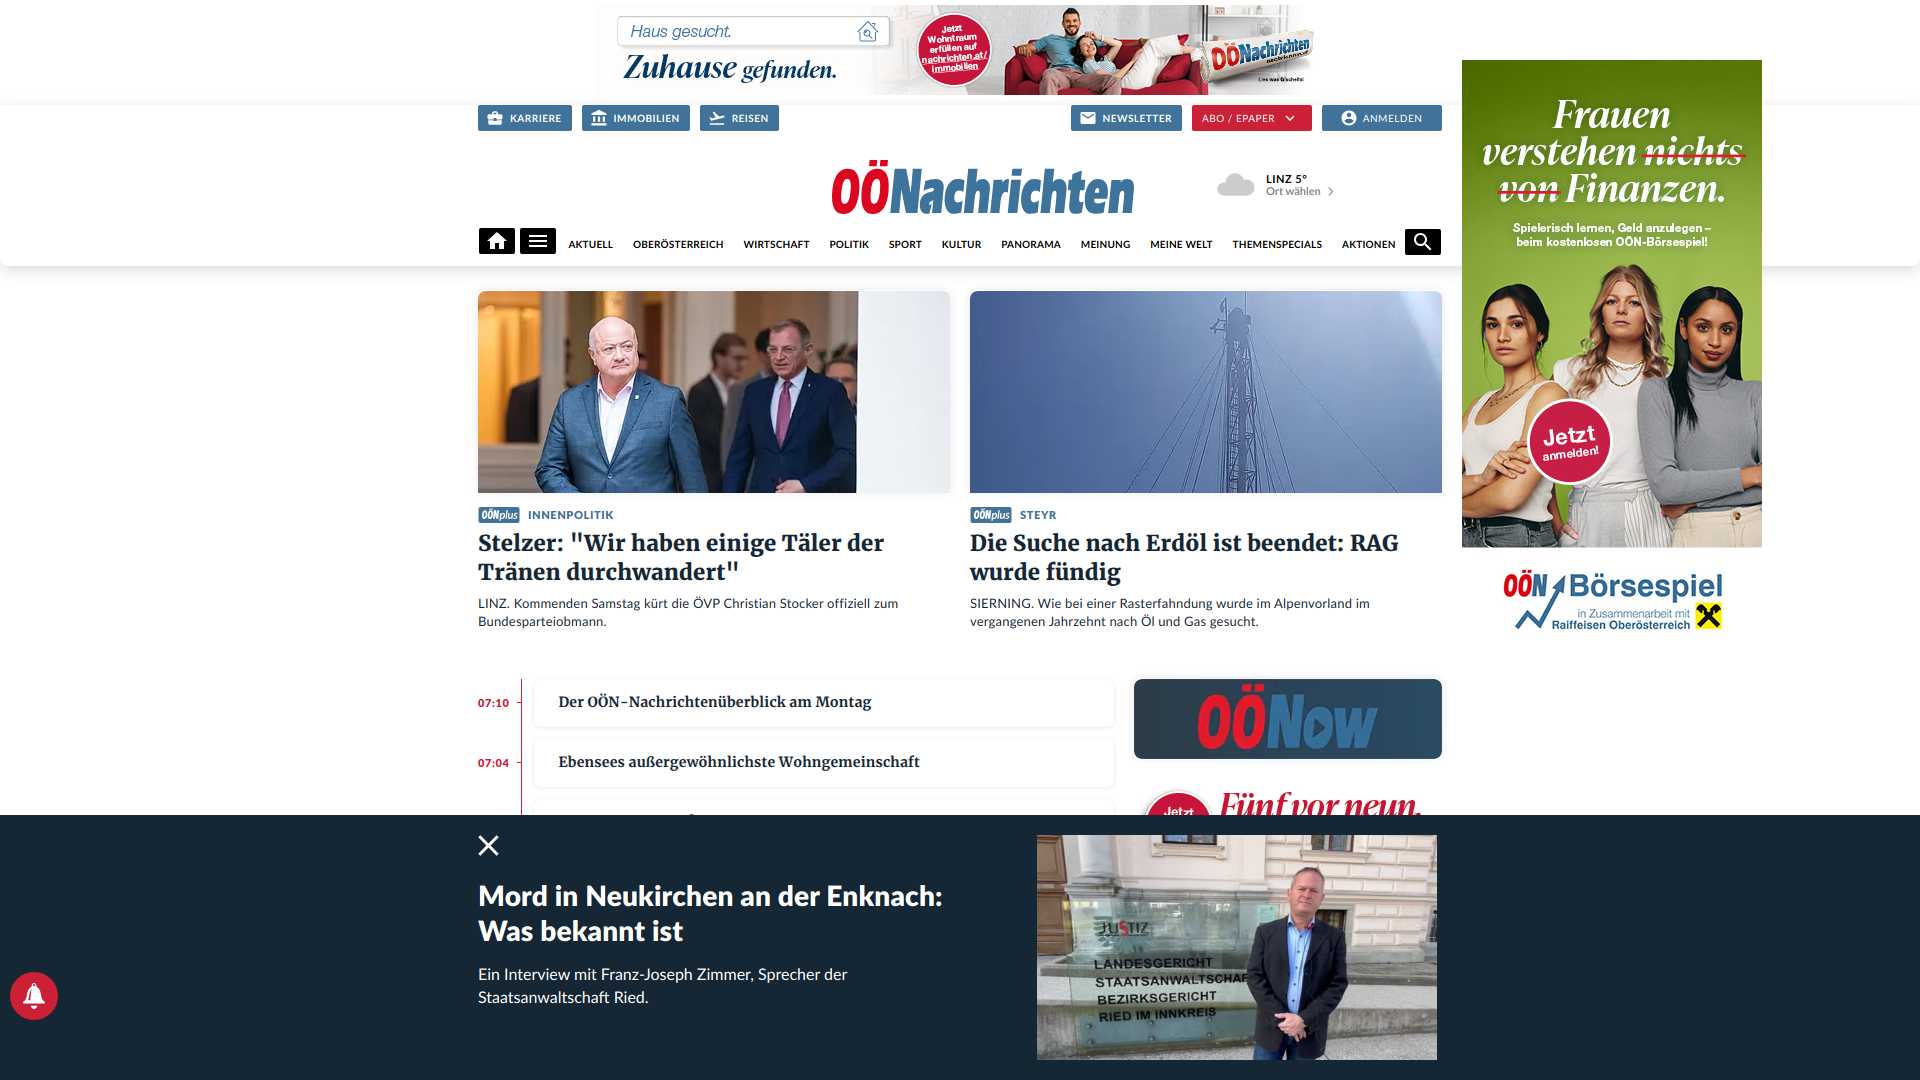 Haus gesucht.
Zuhause gefunden.
Jetzt
Wohntraum
erfüllen auf
nachrichten.at/
immobilien
OÖNachrichten
Lies was G'scheits!
KARRIERE
IMMOBILIEN
REISEN
NEWSLETTER
ABO / EPAPER
ANMELDEN
OÖNachrichten
LINZ 5°
Ort wählen
AKTUELL
OBERÖSTERREICH
WIRTSCHAFT
POLITIK
SPORT
KULTUR
PANORAMA
MEINUNG
MEINE WELT
THEMENSPECIALS
AKTIONEN
Frauen
verstehen nichts
von Finanzen.
Spielerisch lernen, Geld anzulegen –
beim kostenlosen OÖN-Börsespiel!
Jetzt
anmelden!
OÖN Börsespiel
in Zusammenarbeit mit
Raiffeisen Oberösterreich
OÖNplus INNENPOLITIK
Stelzer: "Wir haben einige Täler der
Tränen durchwandert"
LINZ. Kommenden Samstag kürt die ÖVP Christian Stocker offiziell zum
Bundesparteiobmann.
OÖNplus STEYR
Die Suche nach Erdöl ist beendet: RAG
wurde fündig
SIERNING. Wie bei einer Rasterfahndung wurde im Alpenvorland im
vergangenen Jahrzehnt nach Öl und Gas gesucht.
07:10 Der OÖN-Nachrichtenüberblick am Montag
07:04 Ebensees außergewöhnlichste Wohngemeinschaft
OÖNow
Jetzt
Fünf vor neun.
Mord in Neukirchen an der Enknach:
Was bekannt ist
Ein Interview mit Franz-Joseph Zimmer, Sprecher der
Staatsanwaltschaft Ried.
JUSTIZ
LANDESGERICHT
STAATSANWALTSCHAF
BEZIRKSGERICHT
RIED IM INNKREIS